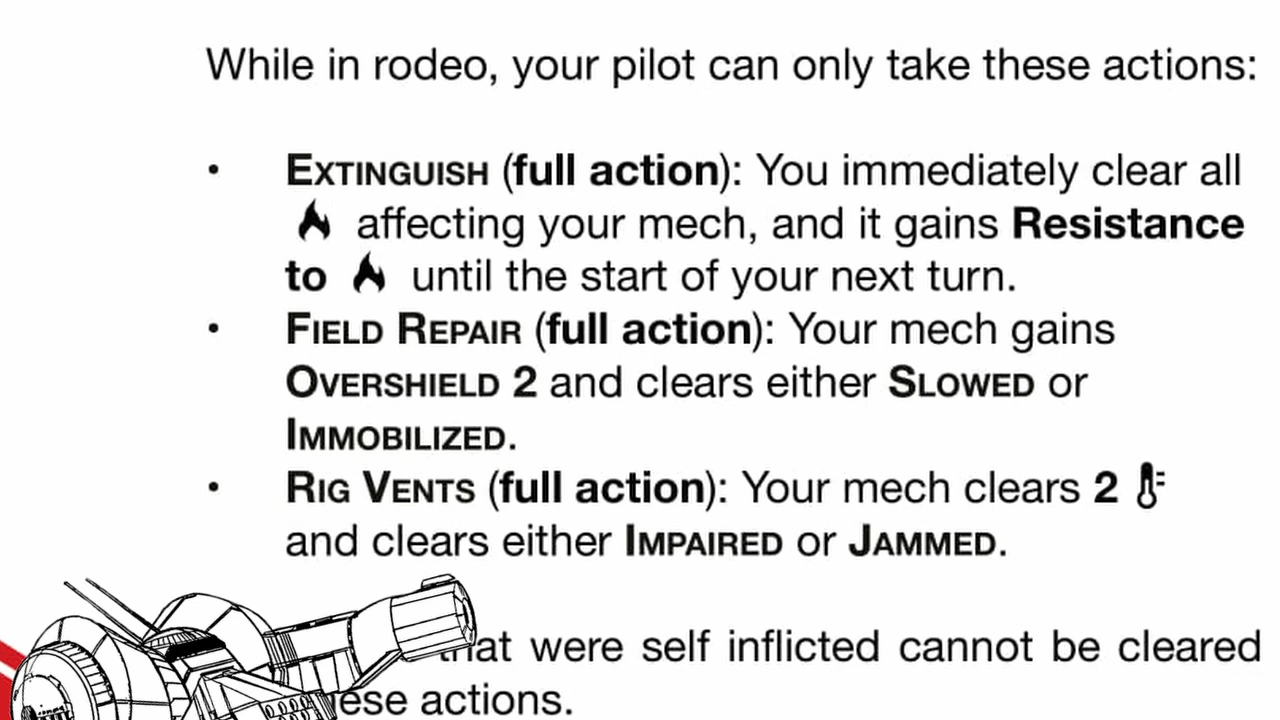 While in rodeo, your pilot can only take these actions:
• EXTINGUISH (full action): You immediately clear all
affecting your mech, and it gains Resistance
to until the start of your next turn.
• FIELD REPAIR (full action): Your mech gains
OVERSHIELD 2 and clears either SLOWED or
IMMOBILIZED.
• RIG VENTS (full action): Your mech clears 2
and clears either IMPAIRED or JAMMED.
were self inflicted cannot be cleared
actions.